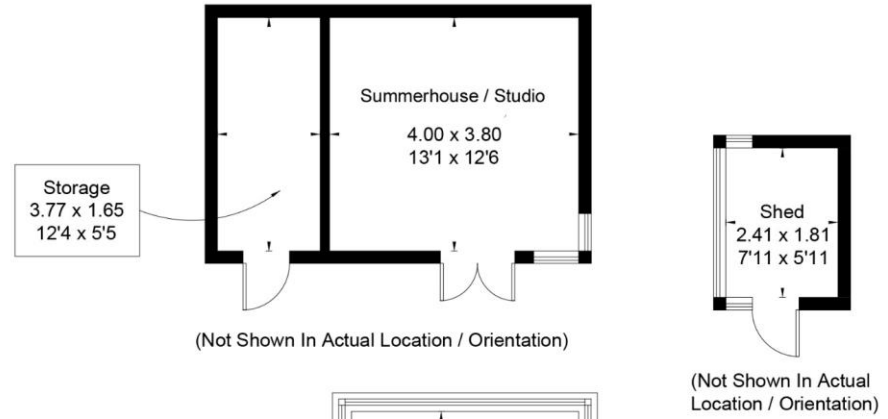 Summerhouse / Studio
4.00 x 3.80
13'1 x 12'6
Storage
3.77 x 1.65
12'4 x 5'5
(Not Shown In Actual Location / Orientation)
Shed
2.41 x 1.81
7'11 x 5'11
(Not Shown In Actual
Location / Orientation)